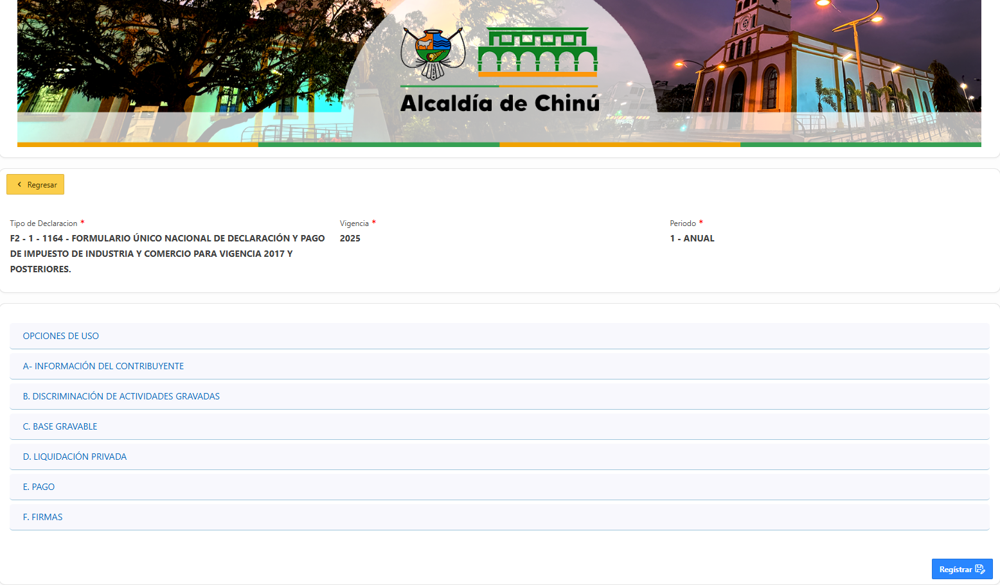 Alcaldía de Chinú
Regresar
Tipo de Declaracion *
F2 - 1 - 1164 - FORMULARIO ÚNICO NACIONAL DE DECLARACIÓN Y PAGO
DE IMPUESTO DE INDUSTRIA Y COMERCIO PARA VIGENCIA 2017 Y
POSTERIORES.
Vigencia *
2025
Periodo *
1 - ANUAL
OPCIONES DE USO
A- INFORMACIÓN DEL CONTRIBUYENTE
B. DISCRIMINACIÓN DE ACTIVIDADES GRAVADAS
C. BASE GRAVABLE
D. LIQUIDACIÓN PRIVADA
E. PAGO
F. FIRMAS
Regístrar